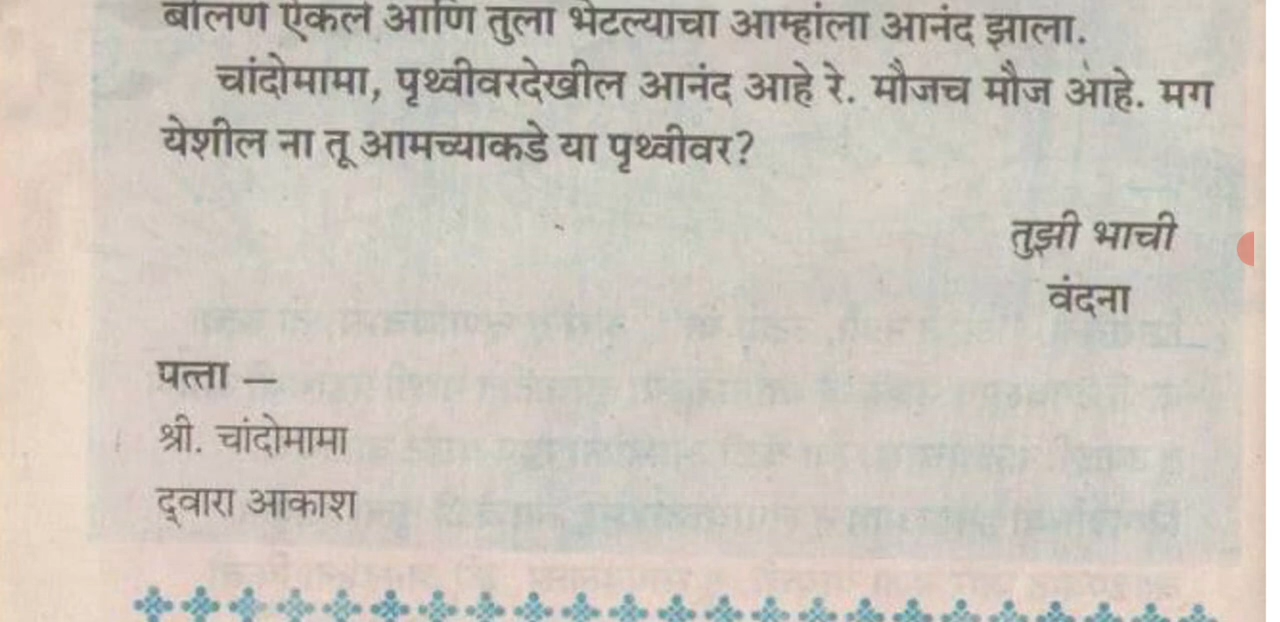 बोलणे ऐकले आणि तुला भेटल्याचा आम्हांला आनंद झाला.
चांदोमामा, पृथ्वीवरदेखील आनंद आहे रे. मौजच मौज आहे. मग
येशील ना तू आमच्याकडे या पृथ्वीवर?
तुझी भाची
वंदना
पत्ता —
श्री. चांदोमामा
द्‌वारा आकाश